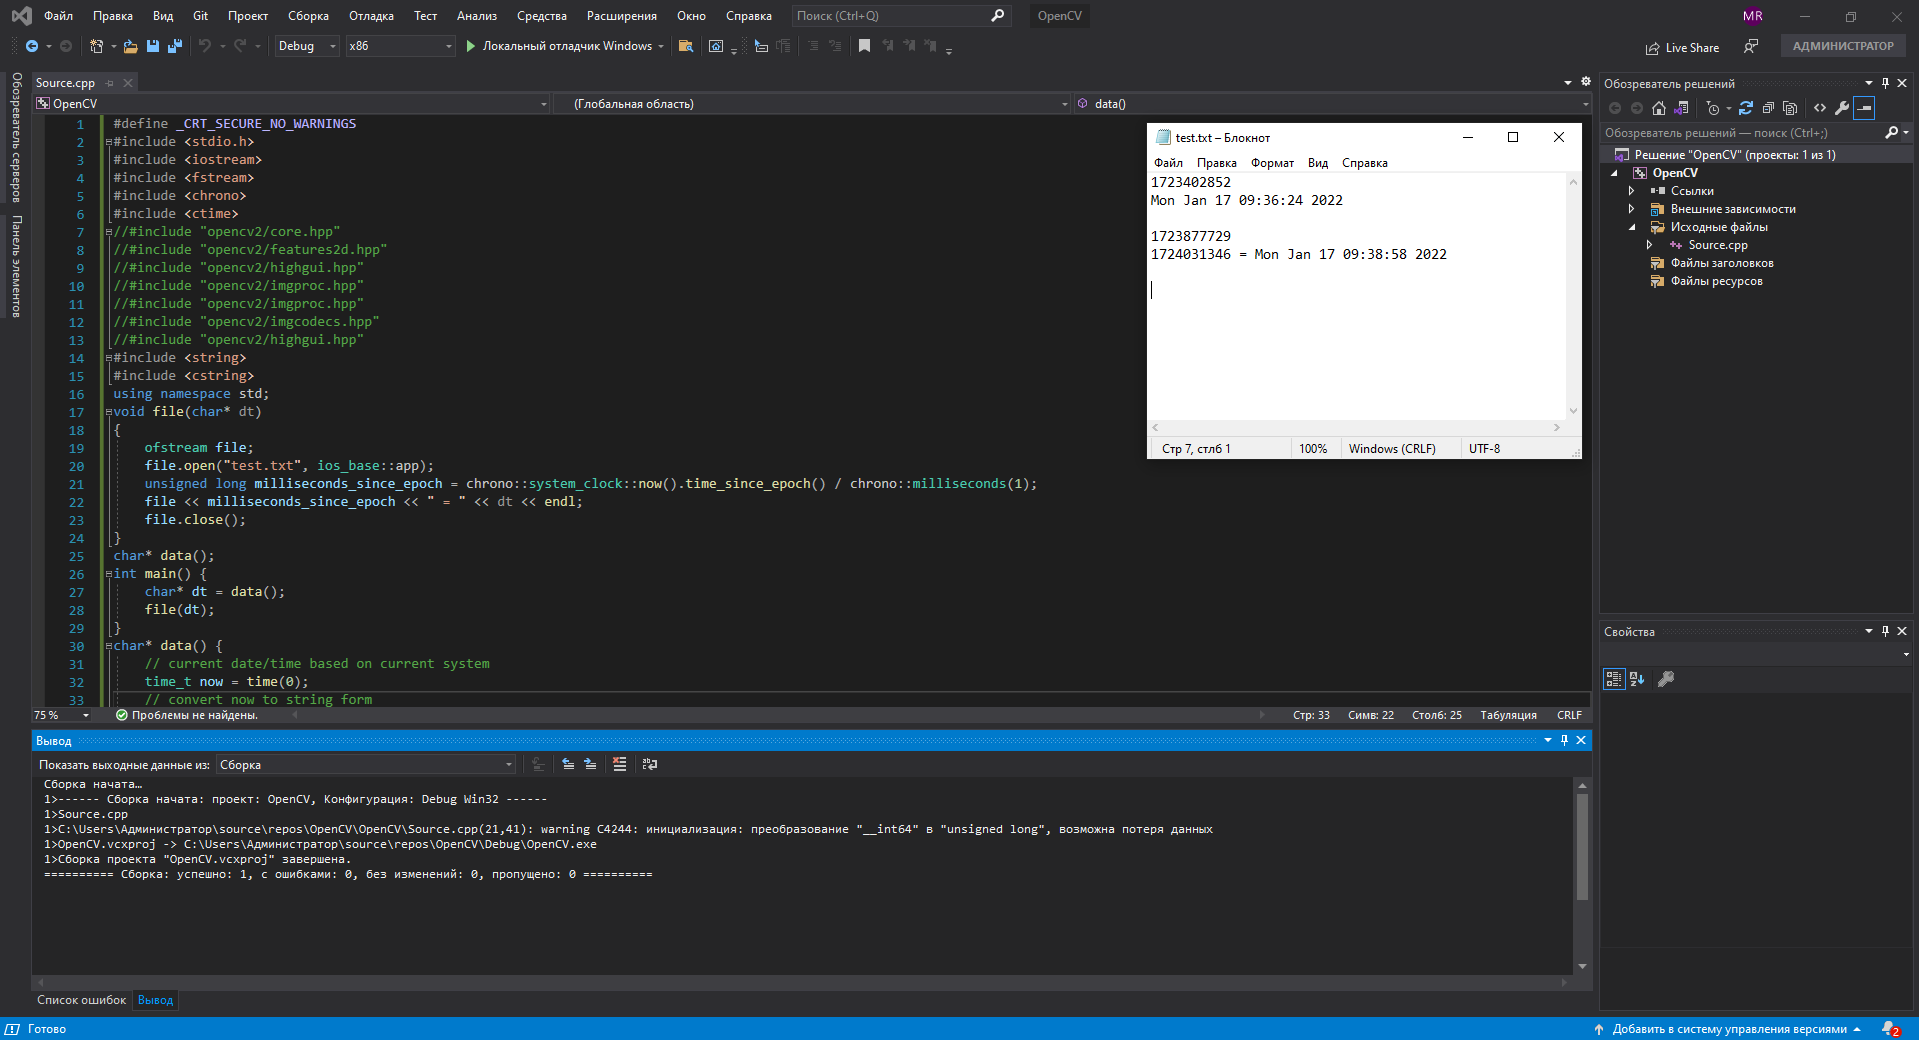 Файл Правка Вид Git Проект Сборка Отладка Тест Анализ Средства Расширения Окно Справка Поиск (Ctrl+Q) OpenCV MR
Debug x86 Локальный отладчик Windows Live Share АДМИНИСТРАТОР
Обозреватель серверов
Панель элементов
Source.cpp
OpenCV (Глобальная область) data()
1 #define _CRT_SECURE_NO_WARNINGS
2 #include <stdio.h>
3 #include <iostream>
4 #include <fstream>
5 #include <chrono>
6 #include <ctime>
7 //#include "opencv2/core.hpp"
8 //#include "opencv2/features2d.hpp"
9 //#include "opencv2/highgui.hpp"
10 //#include "opencv2/imgproc.hpp"
11 //#include "opencv2/imgproc.hpp"
12 //#include "opencv2/imgcodecs.hpp"
13 //#include "opencv2/highgui.hpp"
14 #include <string>
15 #include <cstring>
16 using namespace std;
17 void file(char* dt)
18 {
19 ofstream file;
20 file.open("test.txt", ios_base::app);
21 unsigned long milliseconds_since_epoch = chrono::system_clock::now().time_since_epoch() / chrono::milliseconds(1);
22 file << milliseconds_since_epoch << " = " << dt << endl;
23 file.close();
24 }
25 char* data();
26 int main() {
27 char* dt = data();
28 file(dt);
29 }
30 char* data() {
31 // current date/time based on current system
32 time_t now = time(0);
33 // convert now to string form
75 % Проблемы не найдены. Стр: 33 Симв: 22 Столб: 25 Табуляция CRLF
test.txt – Блокнот
Файл Правка Формат Вид Справка
1723402852
Mon Jan 17 09:36:24 2022
1723877729
1724031346 = Mon Jan 17 09:38:58 2022
Стр 7, стлб 1 100% Windows (CRLF) UTF-8
Обозреватель решений
Обозреватель решений — поиск (Ctrl+;)
Решение "OpenCV" (проекты: 1 из 1)
OpenCV
Ссылки
Внешние зависимости
Исходные файлы
Source.cpp
Файлы заголовков
Файлы ресурсов
Свойства
Вывод
Показать выходные данные из: Сборка
Сборка начата…
1>------ Сборка начата: проект: OpenCV, Конфигурация: Debug Win32 ------
1>Source.cpp
1>C:\Users\Администратор\source\repos\OpenCV\OpenCV\Source.cpp(21,41): warning C4244: инициализация: преобразование "__int64" в "unsigned long", возможна потеря данных
1>OpenCV.vcxproj -> C:\Users\Администратор\source\repos\OpenCV\Debug\OpenCV.exe
1>Сборка проекта "OpenCV.vcxproj" завершена.
========== Сборка: успешно: 1, с ошибками: 0, без изменений: 0, пропущено: 0 ==========
Список ошибок Вывод
Готово Добавить в систему управления версиями 2